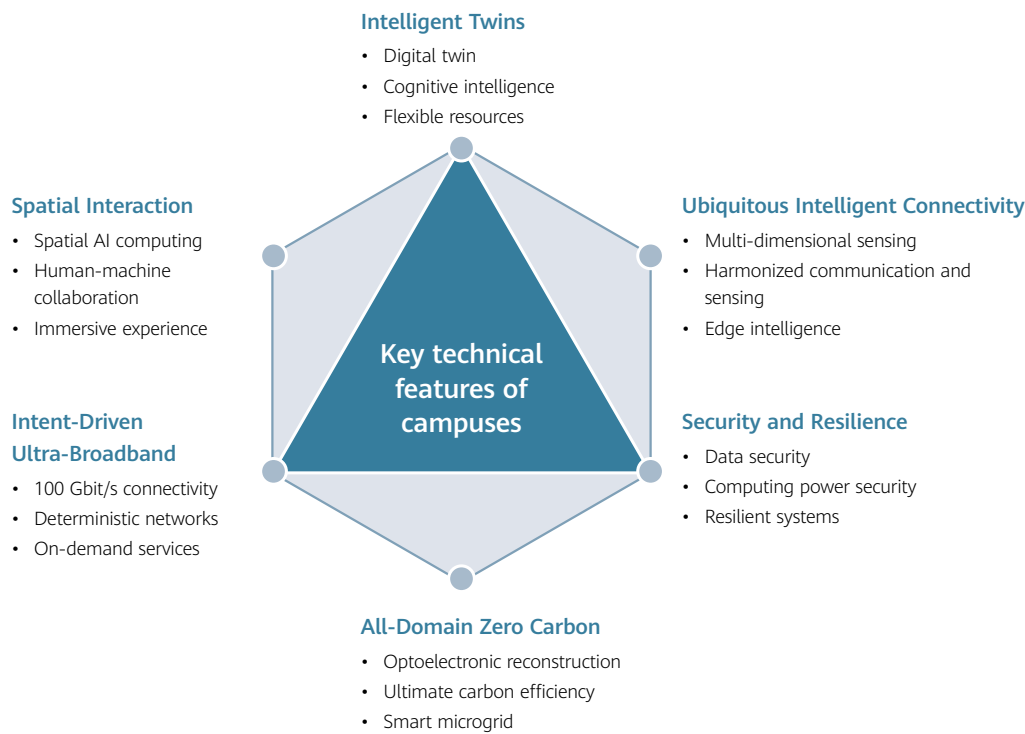 Intelligent Twins
• Digital twin
• Cognitive intelligence
• Flexible resources
Spatial Interaction
• Spatial AI computing
• Human-machine
collaboration
• Immersive experience
Ubiquitous Intelligent Connectivity
• Multi-dimensional sensing
• Harmonized communication and
sensing
• Edge intelligence
Key technical
features of
campuses
Intent-Driven
Ultra-Broadband
• 100 Gbit/s connectivity
• Deterministic networks
• On-demand services
Security and Resilience
• Data security
• Computing power security
• Resilient systems
All-Domain Zero Carbon
• Optoelectronic reconstruction
• Ultimate carbon efficiency
• Smart microgrid